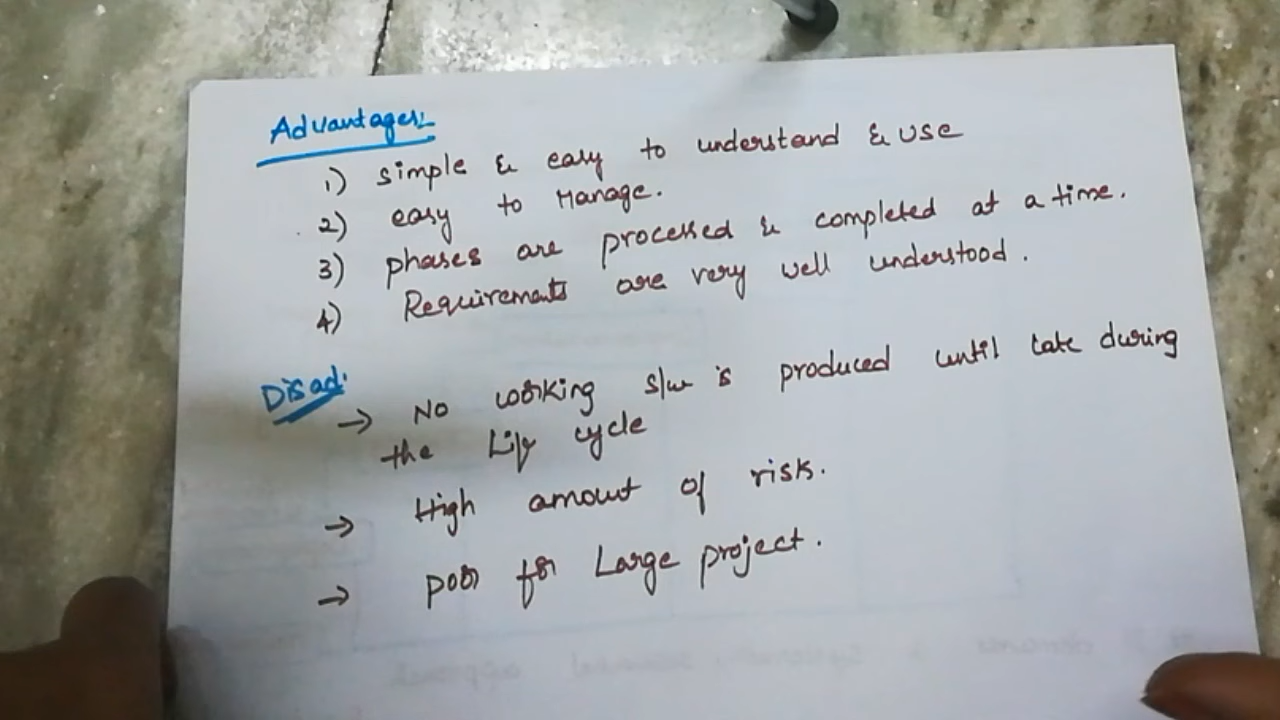 Advantages:-
1) simple & easy to understand & use
2) easy to Manage.
3) phases are processed & completed at a time.
4) Requirements are very well understood.
Disad.
→ No working s/w is produced until late during
the Life cycle
→ High amount of risk.
→ poor for Large project.